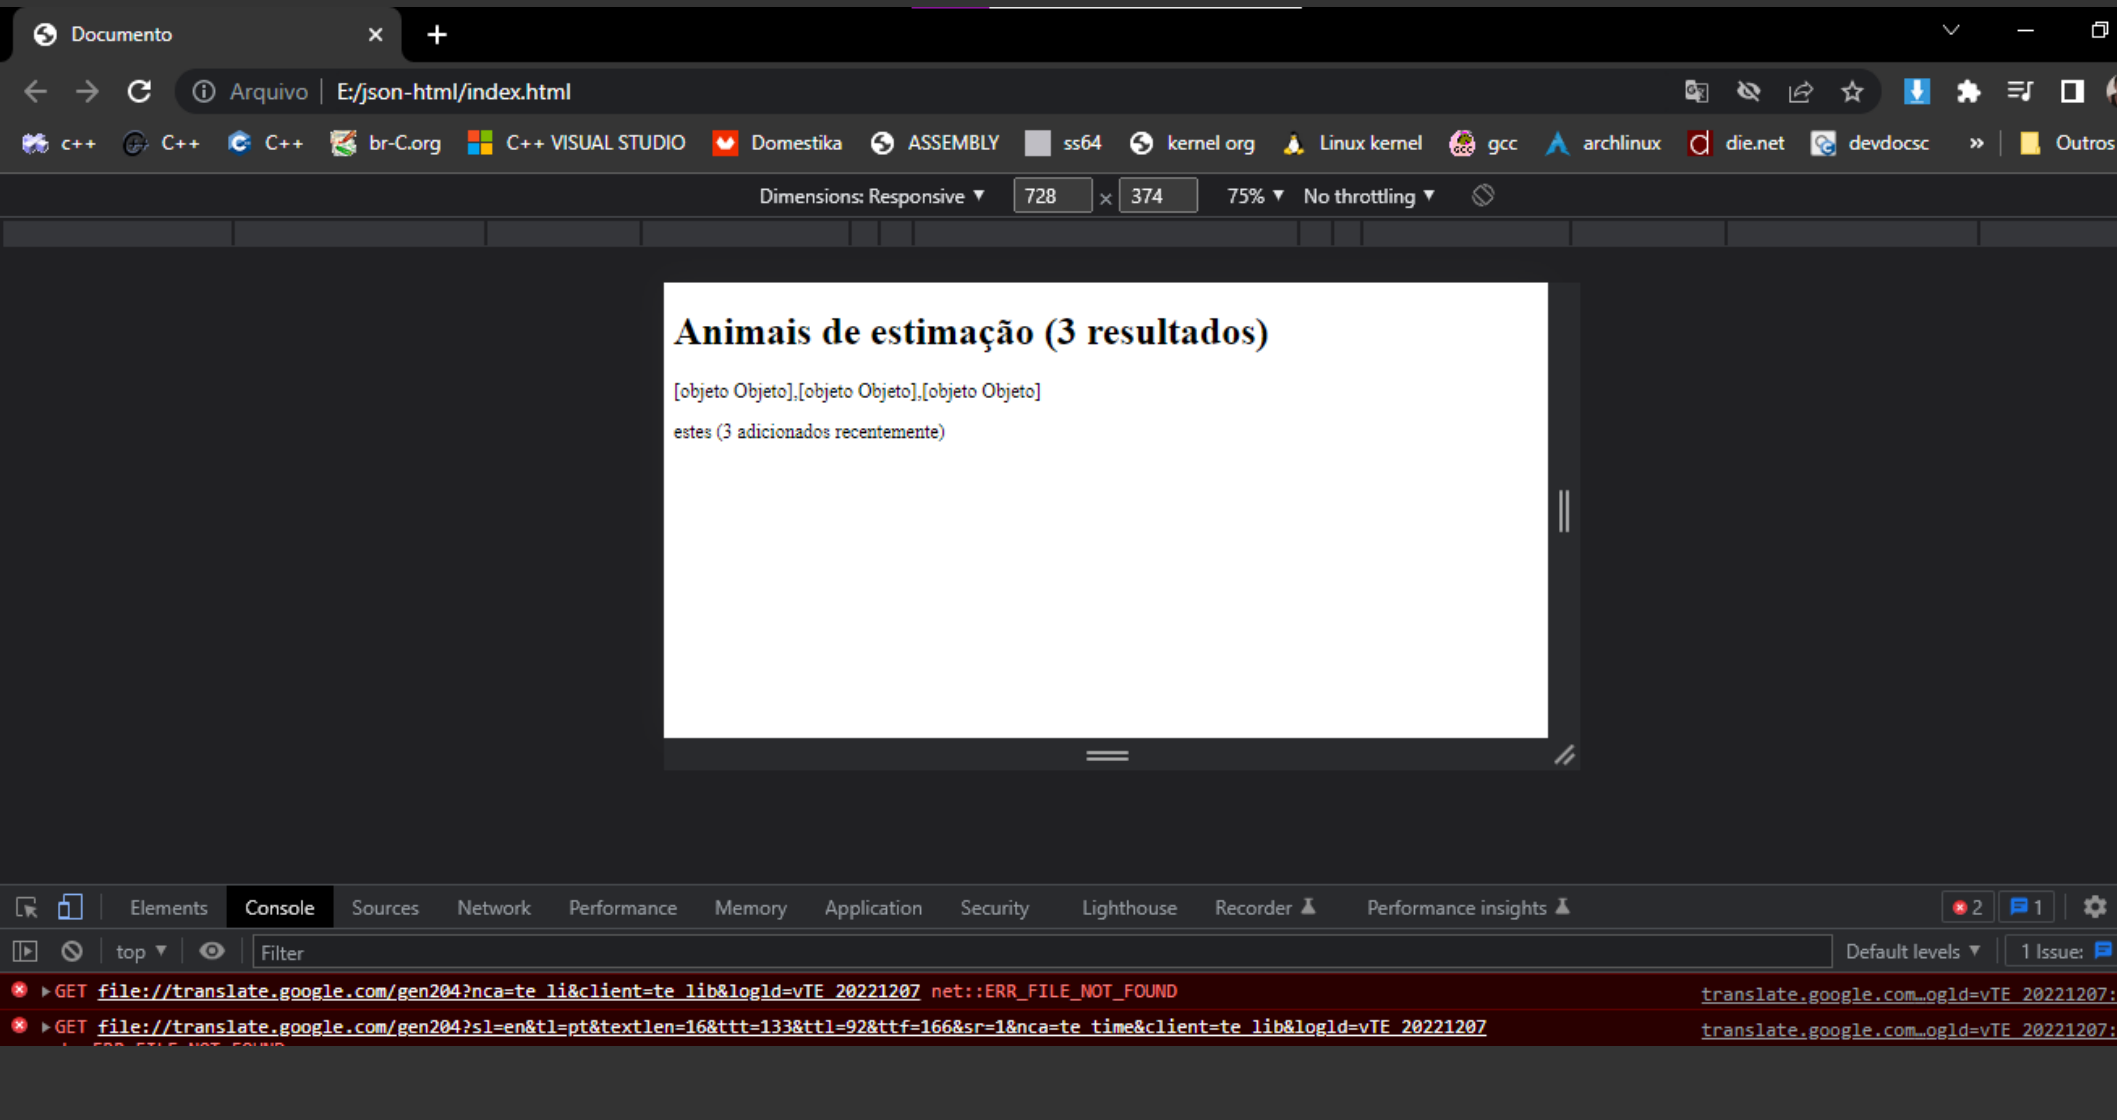 Documento
Arquivo E:/json-html/index.html
c++ C++ C++ br-C.org C++ VISUAL STUDIO Domestika ASSEMBLY ss64 kernel org Linux kernel gcc archlinux die.net devdocsc » Outros
Dimensions: Responsive ▼ 728 × 374 75% ▼ No throttling ▼
Animais de estimação (3 resultados)
[objeto Objeto],[objeto Objeto],[objeto Objeto]
estes (3 adicionados recentemente)
Elements Console Sources Network Performance Memory Application Security Lighthouse Recorder Performance insights 2 1
top ▼ Filter Default levels ▼ 1 Issue:
GET file://translate.google.com/gen204?nca=te_li&client=te_lib&logld=vTE_20221207 net::ERR_FILE_NOT_FOUND translate.google.com…ogld=vTE_20221207:
GET file://translate.google.com/gen204?sl=en&tl=pt&textlen=16&ttt=133&ttl=92&ttf=166&sr=1&nca=te_time&client=te_lib&logld=vTE_20221207 translate.google.com…ogld=vTE_20221207: